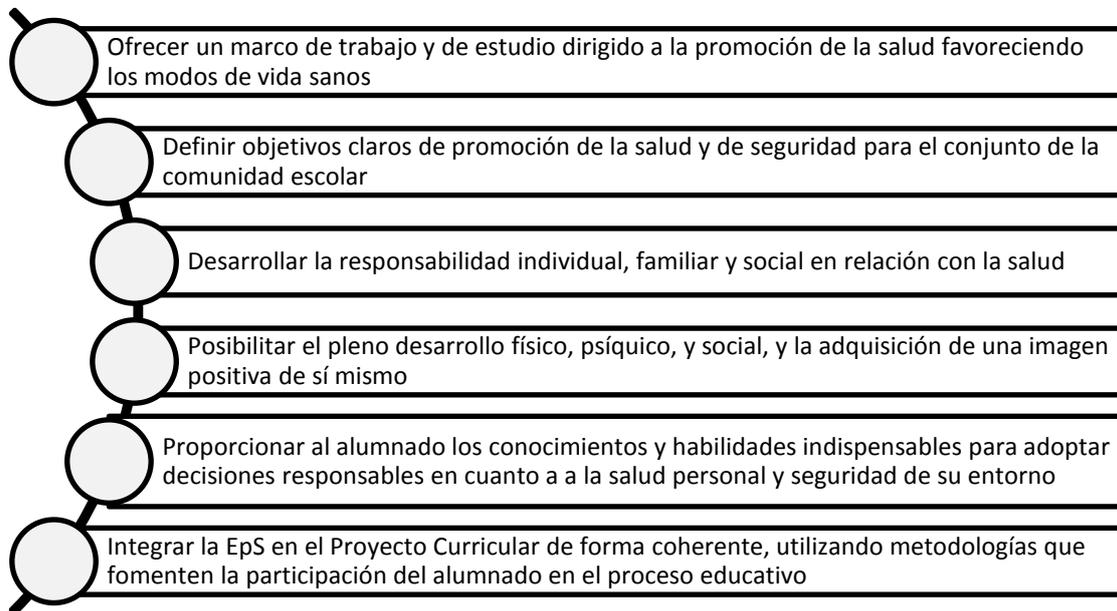 Ofrecer un marco de trabajo y de estudio dirigido a la promoción de la salud favoreciendo
los modos de vida sanos
Definir objetivos claros de promoción de la salud y de seguridad para el conjunto de la
comunidad escolar
Desarrollar la responsabilidad individual, familiar y social en relación con la salud
Posibilitar el pleno desarrollo físico, psíquico, y social, y la adquisición de una imagen
positiva de sí mismo
Proporcionar al alumnado los conocimientos y habilidades indispensables para adoptar
decisiones responsables en cuanto a a la salud personal y seguridad de su entorno
Integrar la EpS en el Proyecto Curricular de forma coherente, utilizando metodologías que
fomenten la participación del alumnado en el proceso educativo